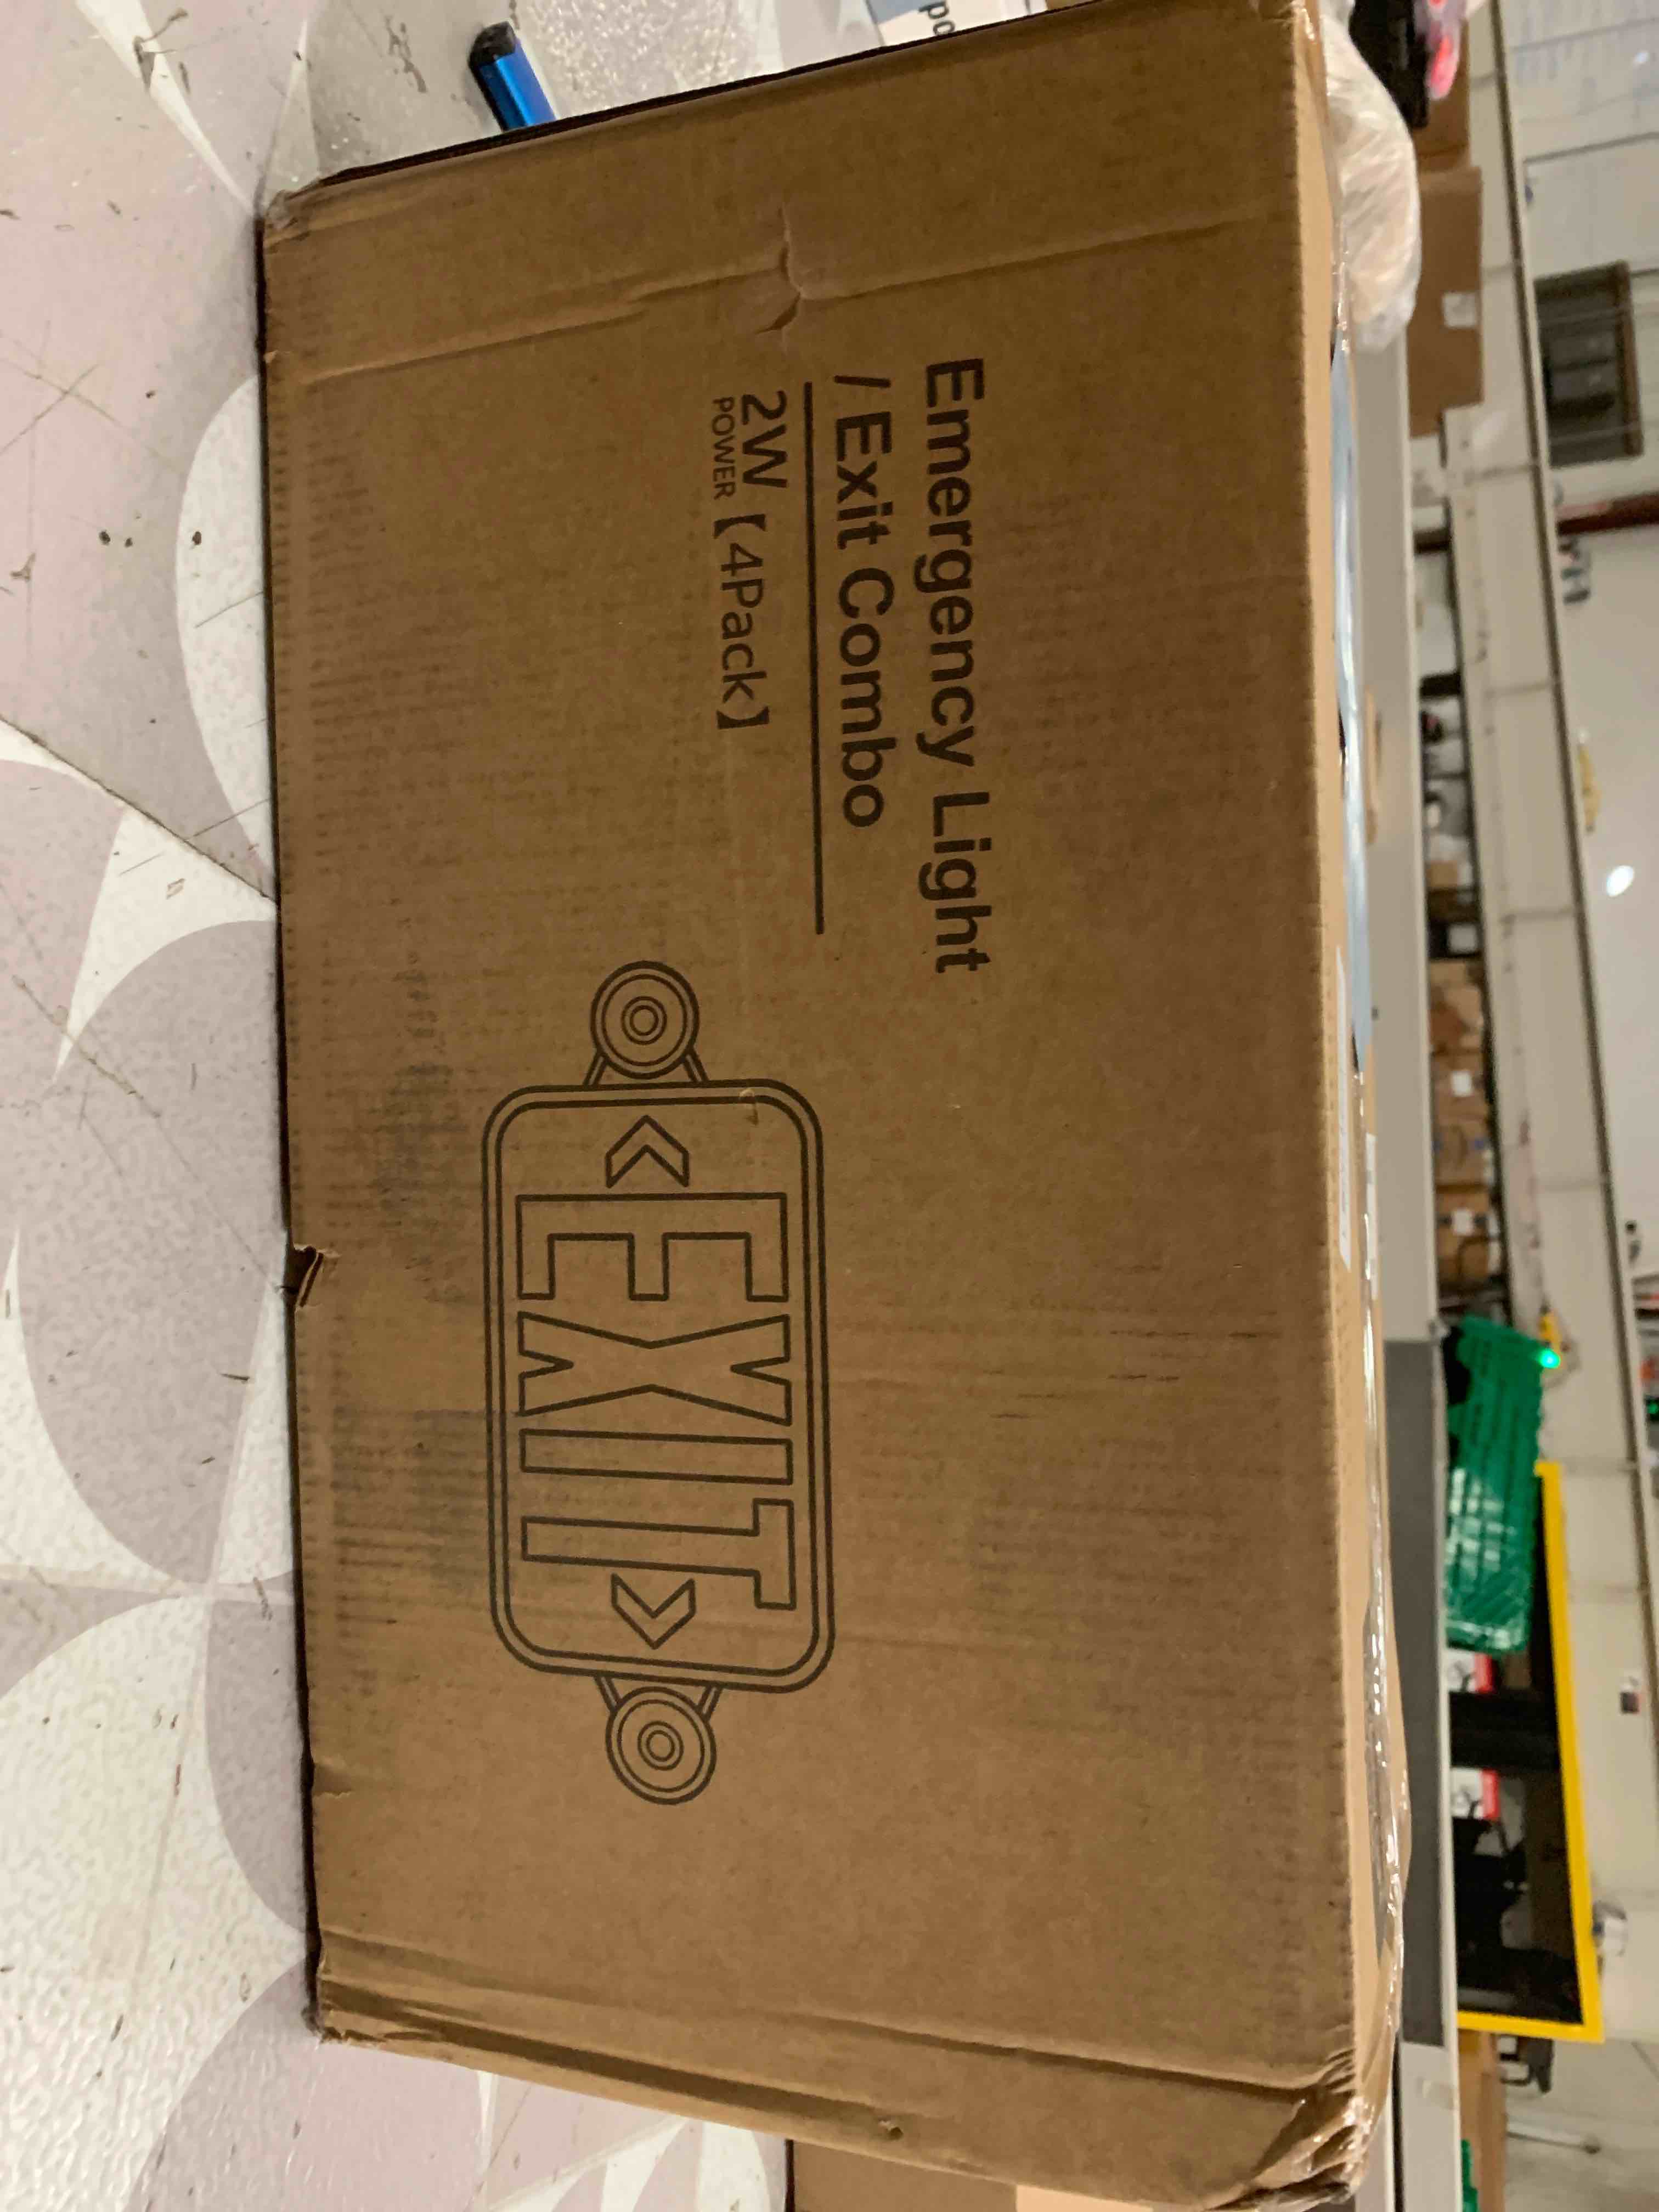 Emergency Light
/ Exit Combo
2W 【4Pack】
POWER
EXIT